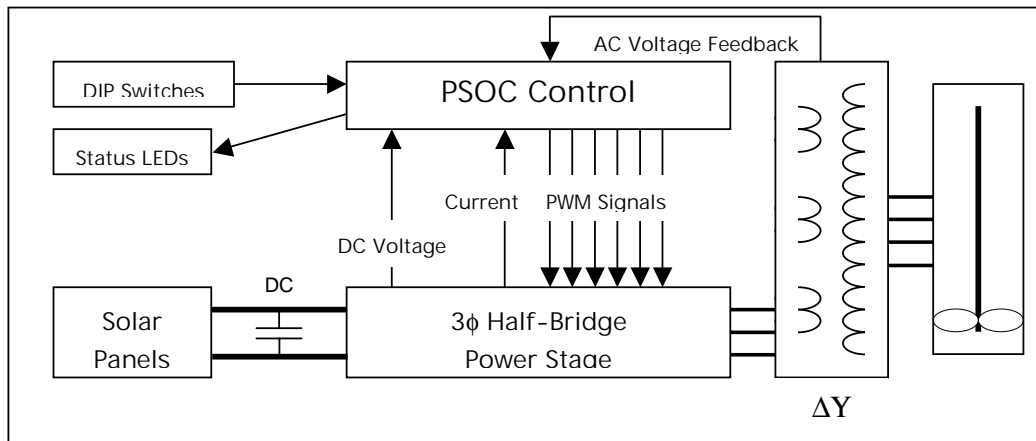 AC Voltage Feedback
DIP Switches
PSOC Control
Status LEDs
Current
PWM Signals
DC Voltage
DC
Solar
Panels
3ϕ Half-Bridge
Power Stage
ΔY